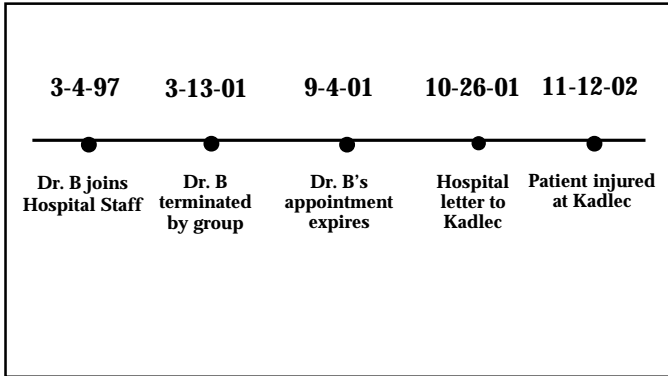 3-4-97 3-13-01 9-4-01 10-26-01 11-12-02
Dr. B joins
Hospital Staff
Dr. B
terminated
by group
Dr. B's
appointment
expires
Hospital
letter to
Kadlec
Patient injured
at Kadlec